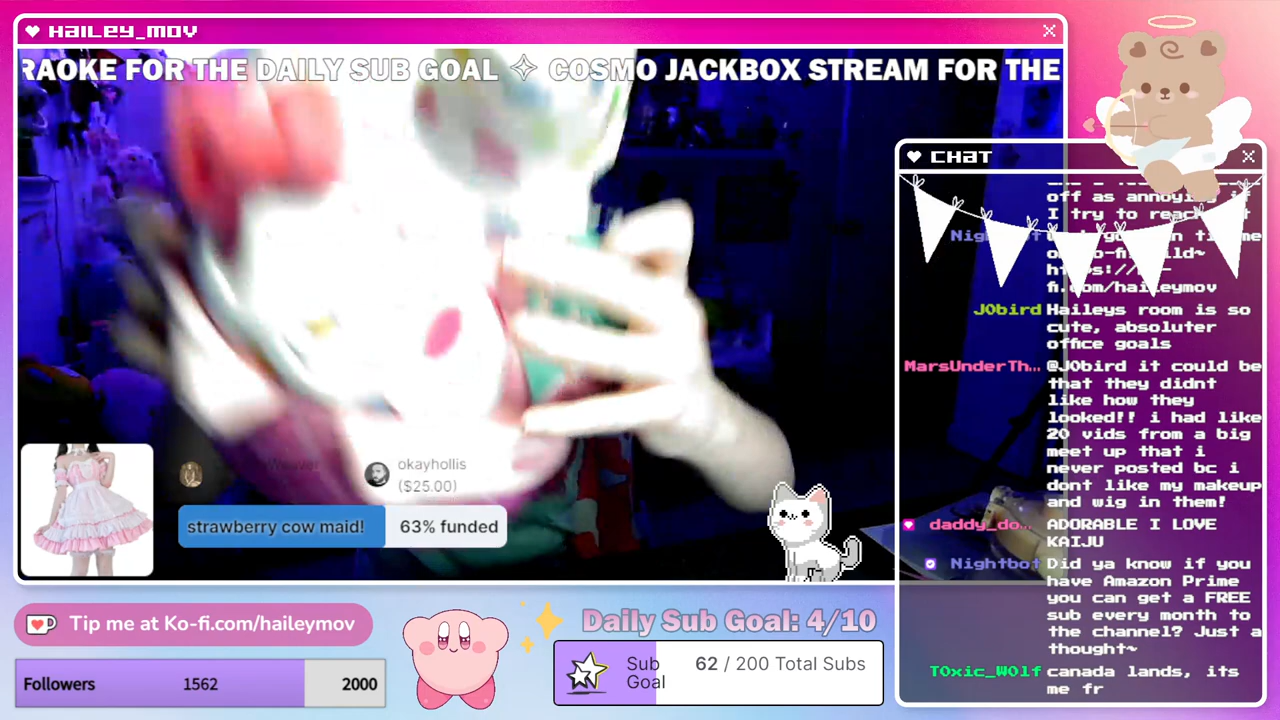 HAILEY_MOV
RAOKE FOR THE DAILY SUB GOAL ✧ COSMO JACKBOX STREAM FOR THE
okayhollis
($25.00)
strawberry cow maid!
63% funded
Tip me at Ko-fi.com/haileymov
Followers 1562 2000
Daily Sub Goal: 4/10
Sub
Goal
62 / 200 Total Subs
CHAT
off as annoying if
I try to reach
fi.com/haileymov
J0bird Haileys room is so
cute, absoluter
office goals
MarsUnderTh... @J0bird it could be
that they didnt
like how they
looked!! i had like
20 vids from a big
meet up that i
never posted bc i
dont like my makeup
and wig in them!
daddy_do... ADORABLE I LOVE
KAIJU
Nightbot Did ya know if you
have Amazon Prime
you can get a FREE
sub every month to
the channel? Just a
thought~
T0xic_W0lf canada lands, its
me fr